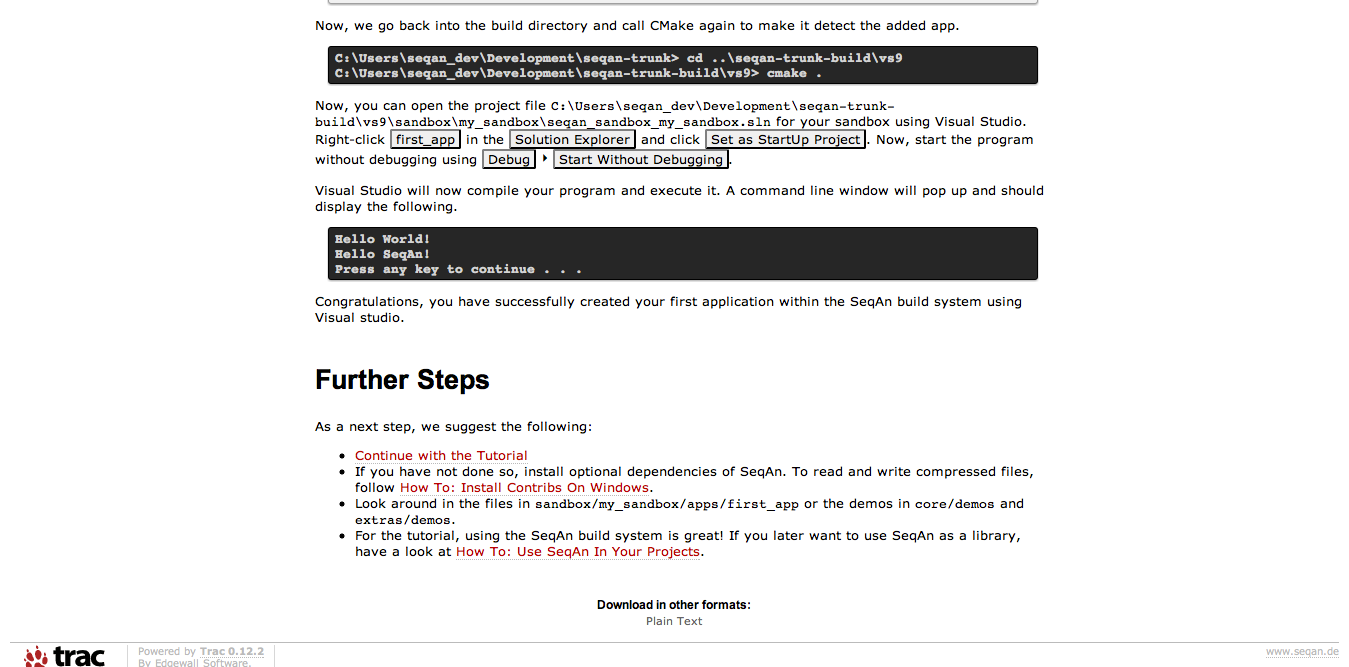 Now, we go back into the build directory and call CMake again to make it detect the added app.
C:\Users\seqan_dev\Development\seqan-trunk> cd ..\seqan-trunk-build\vs9
C:\Users\seqan_dev\Development\seqan-trunk-build\vs9> cmake .
Now, you can open the project file C:\Users\seqan_dev\Development\seqan-trunk-
build\vs9\sandbox\my_sandbox\seqan_sandbox_my_sandbox.sln for your sandbox using Visual Studio.
Right-click first_app in the Solution Explorer and click Set as StartUp Project. Now, start the program
without debugging using Debug ‣ Start Without Debugging.
Visual Studio will now compile your program and execute it. A command line window will pop up and should
display the following.
Hello World!
Hello SeqAn!
Press any key to continue . . .
Congratulations, you have successfully created your first application within the SeqAn build system using
Visual studio.
Further Steps
As a next step, we suggest the following:
• Continue with the Tutorial
• If you have not done so, install optional dependencies of SeqAn. To read and write compressed files,
follow How To: Install Contribs On Windows.
• Look around in the files in sandbox/my_sandbox/apps/first_app or the demos in core/demos and
extras/demos.
• For the tutorial, using the SeqAn build system is great! If you later want to use SeqAn as a library,
have a look at How To: Use SeqAn In Your Projects.
Download in other formats:
Plain Text
trac
Powered by Trac 0.12.2
By Edgewall Software.
www.seqan.de